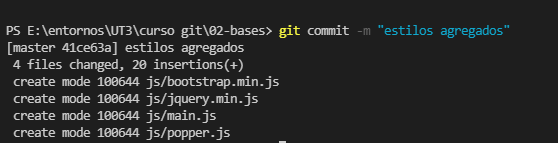 PS E:\entornos\UT3\curso git\02-bases> git commit -m "estilos agregados"
[master 41ce63a] estilos agregados
 4 files changed, 20 insertions(+)
 create mode 100644 js/bootstrap.min.js
 create mode 100644 js/jquery.min.js
 create mode 100644 js/main.js
 create mode 100644 js/popper.js